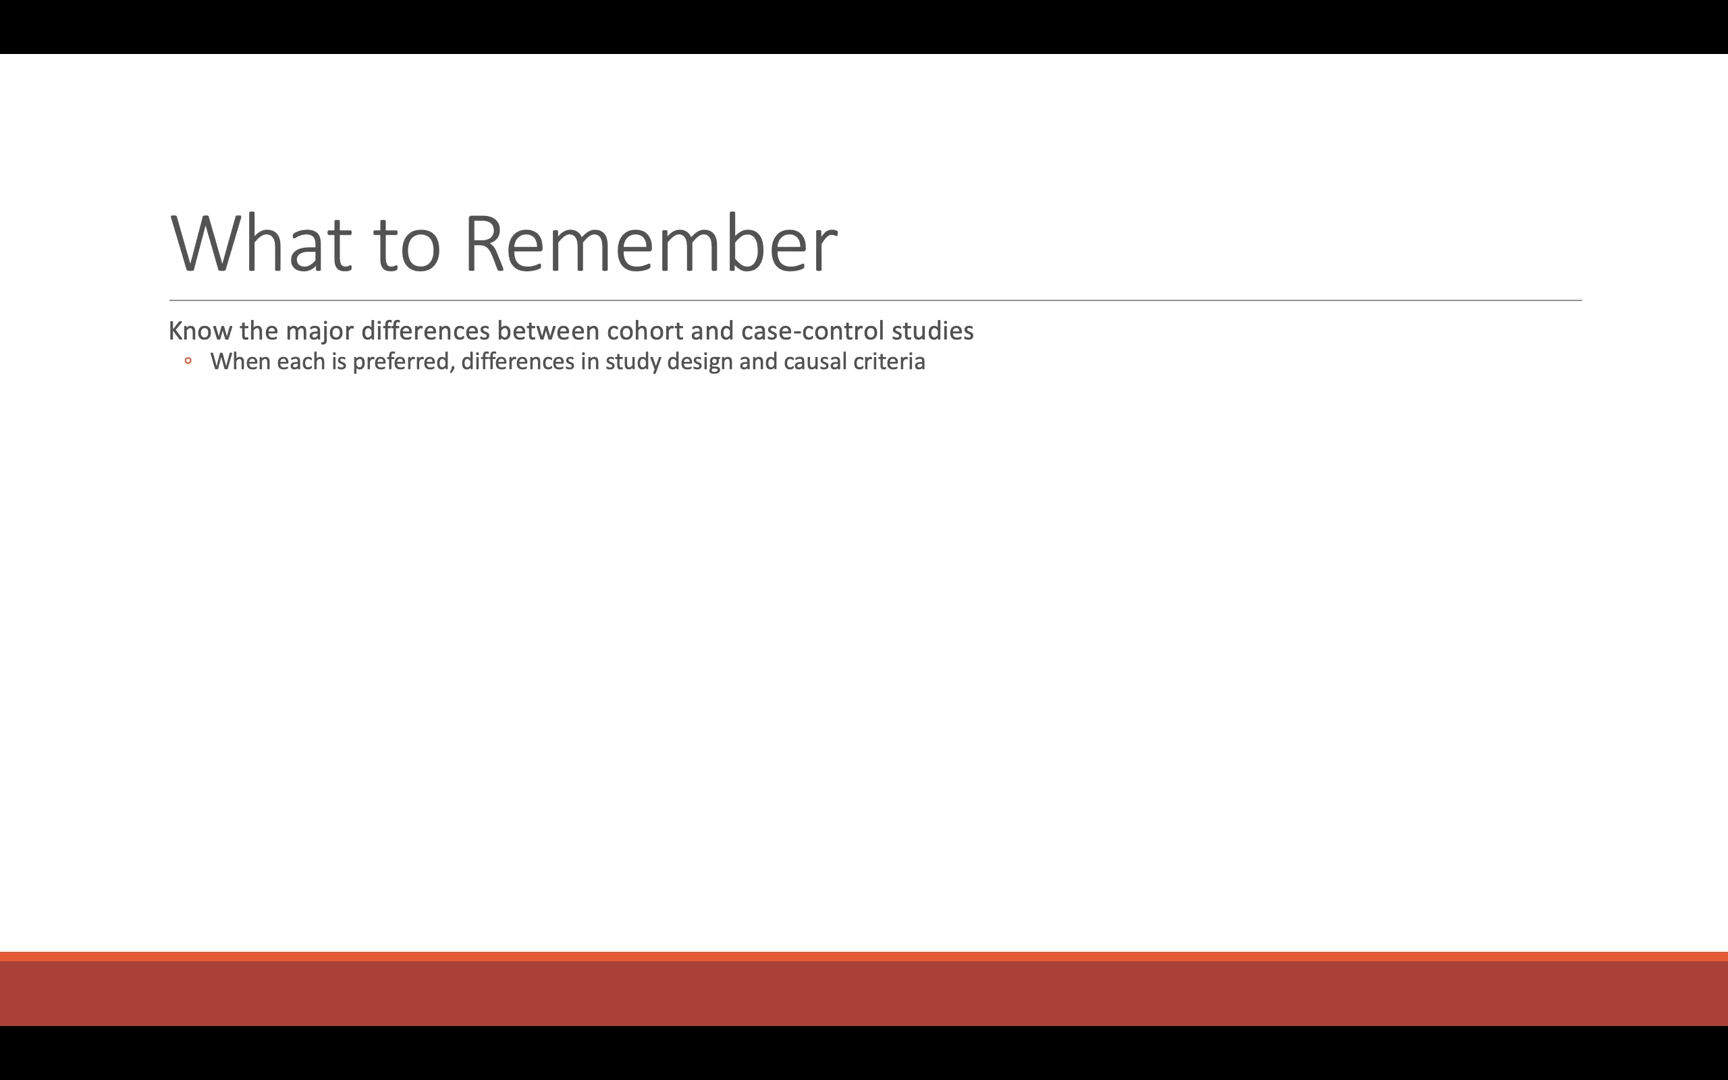 What to Remember
Know the major differences between cohort and case-control studies
When each is preferred, differences in study design and causal criteria